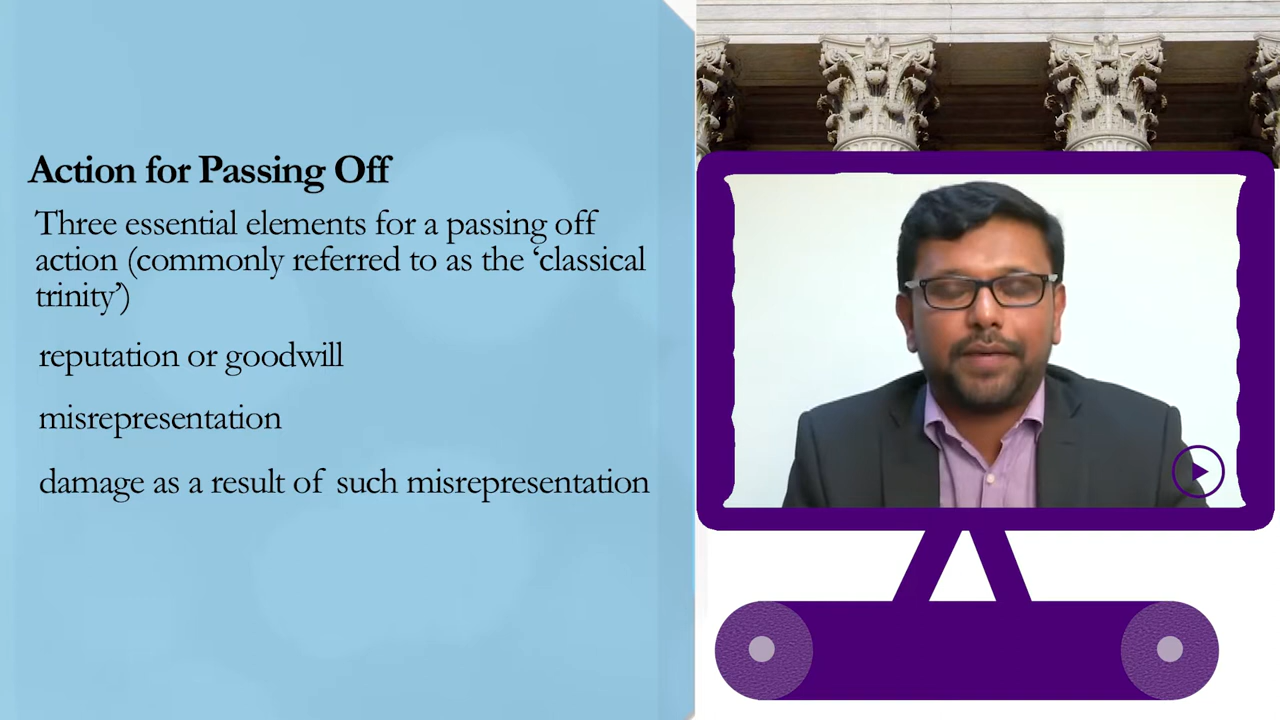 Action for Passing Off
Three essential elements for a passing off
action (commonly referred to as the ‘classical
trinity’)
reputation or goodwill
misrepresentation
damage as a result of such misrepresentation